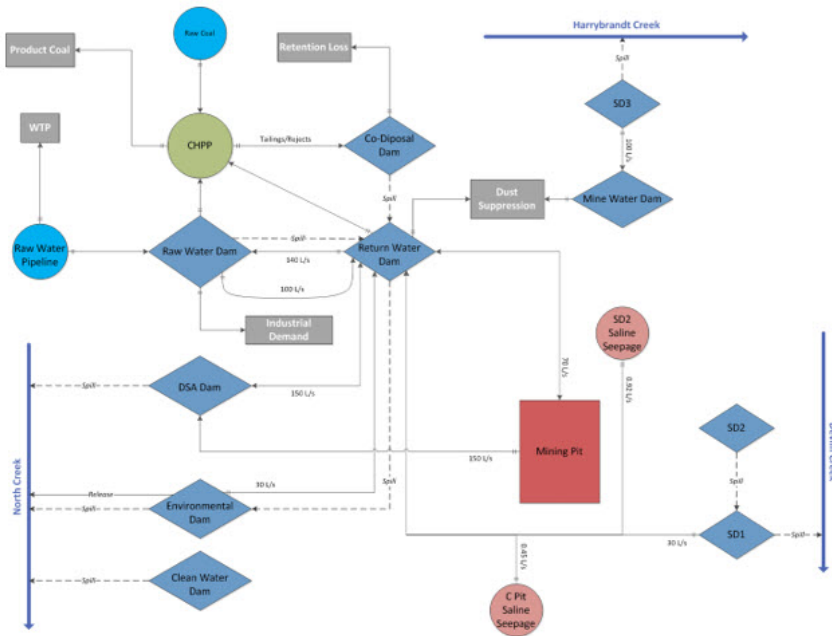 Raw Coal
Harrybrandt Creek
Product Coal
Retention Loss
Spill
SD3
WTP
CHPP
Tailings/Rejects
Co-Diposal
Dam
100 L/s
Spill
Dust
Suppression
Mine Water Dam
Raw Water
Pipeline
Raw Water Dam
Spill
Return Water
Dam
140 L/s
100 L/s
Industrial
Demand
SD2
Saline
Seepage
70 L/s
0.92 L/s
Spill
DSA Dam
150 L/s
SD2
Mining Pit
150 L/s
North Creek
Spill
Spill
Release
30 L/s
Spill
Environmental
Dam
SD1
30 L/s
Spill
0.45 L/s
Spill
Clean Water
Dam
C Pit
Saline
Seepage